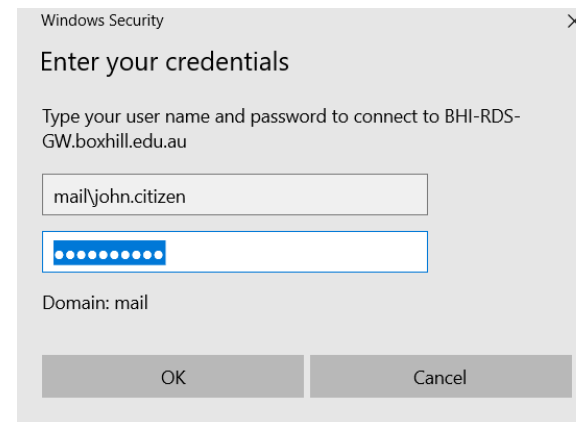 Windows Security
Enter your credentials
Type your user name and password to connect to BHI-RDS-
GW.boxhill.edu.au
mail\john.citizen
●●●●●●●●●●
Domain: mail
OK Cancel